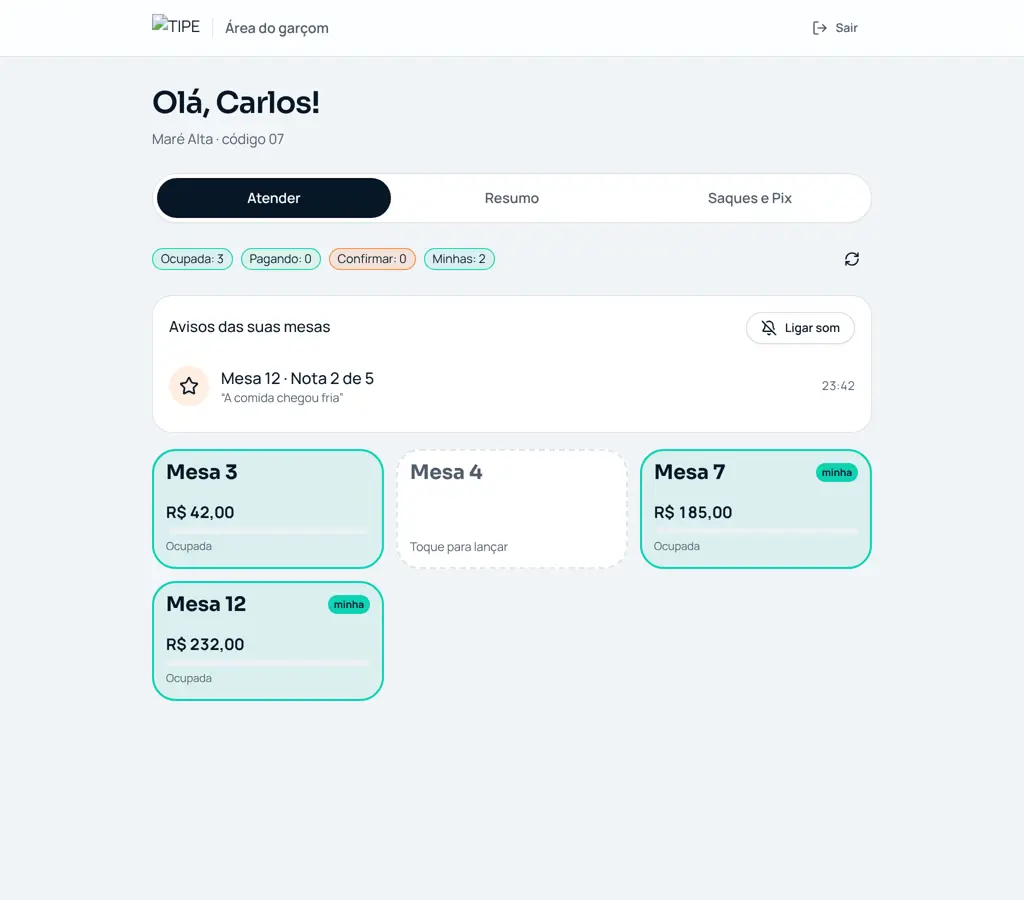 TIPE
Área do garçom
Sair
Olá, Carlos!
Maré Alta · código 07
Atender
Resumo
Saques e Pix
Ocupada: 3
Pagando: 0
Confirmar: 0
Minhas: 2
Avisos das suas mesas
Ligar som
Mesa 12 · Nota 2 de 5
“A comida chegou fria”
23:42
Mesa 3
R$ 42,00
Ocupada
Mesa 4
Toque para lançar
Mesa 7
minha
R$ 185,00
Ocupada
Mesa 12
minha
R$ 232,00
Ocupada